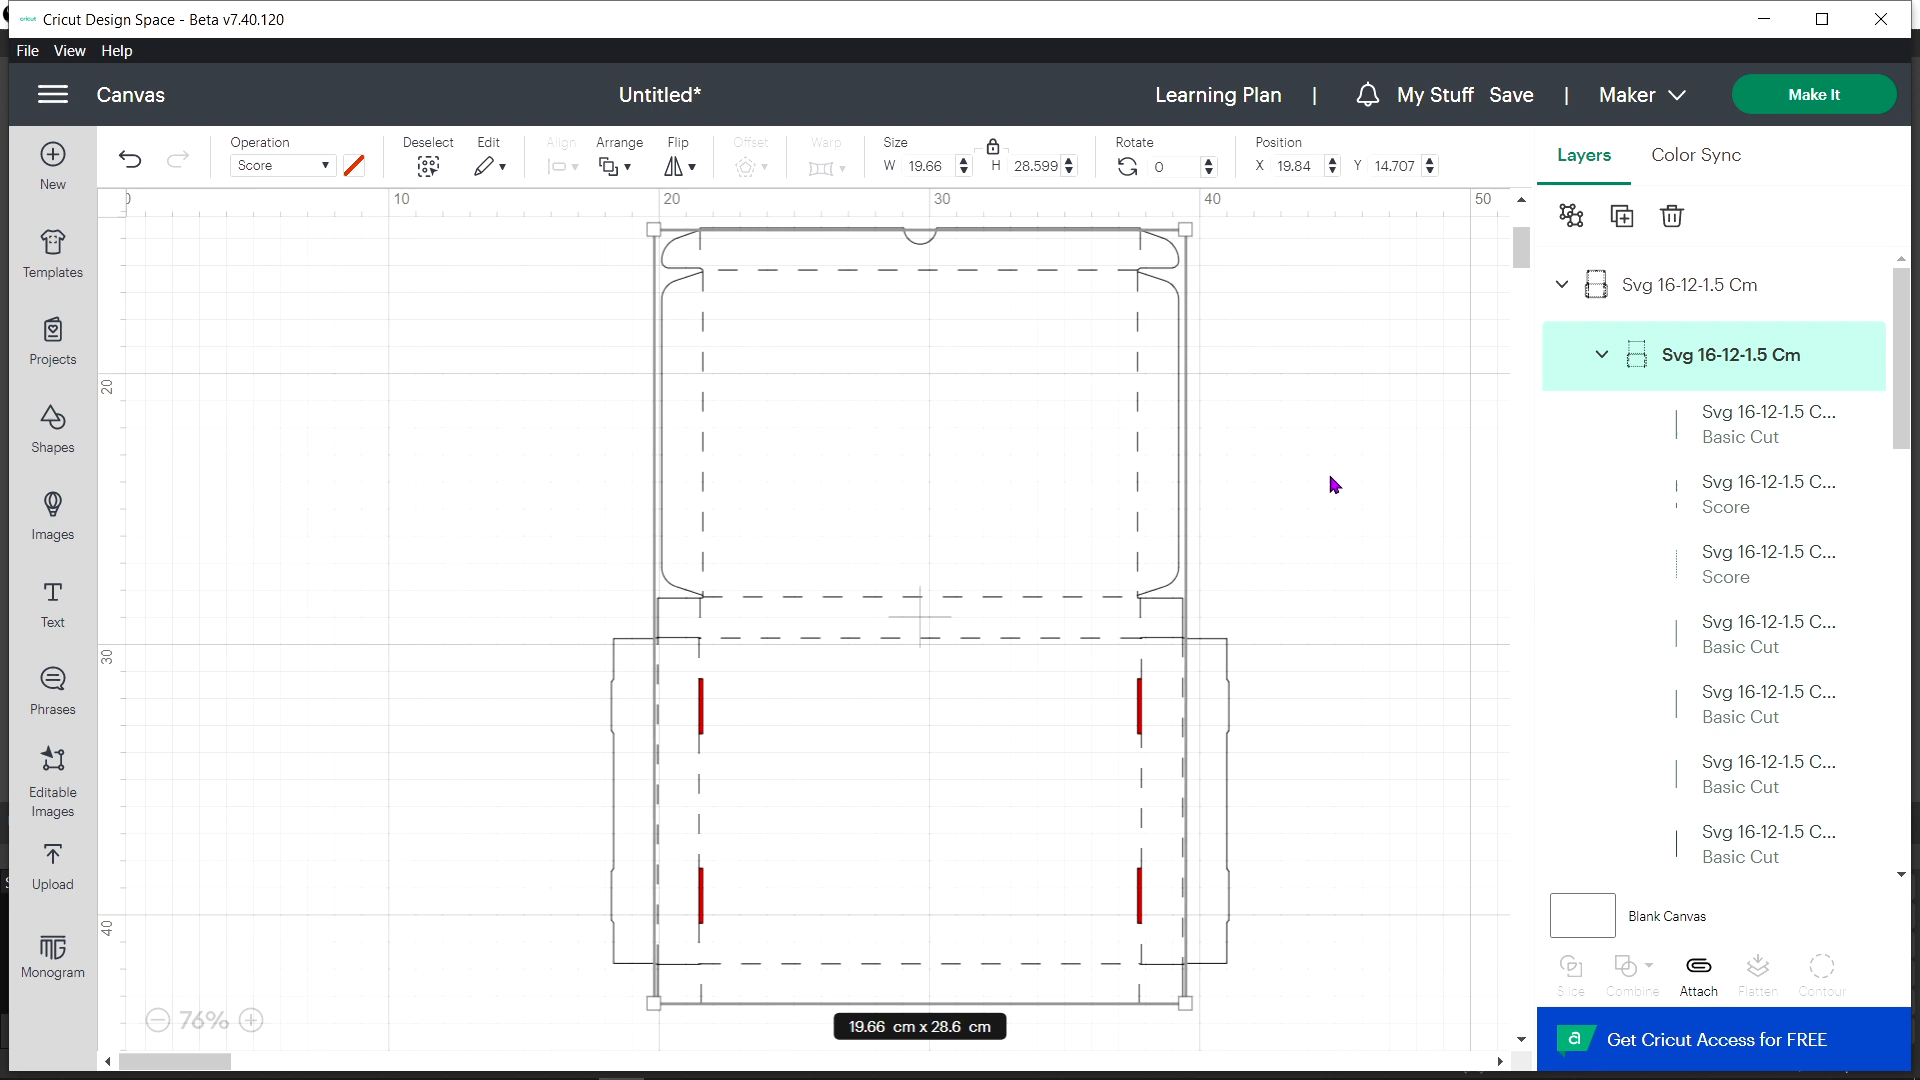 cricut Cricut Design Space - Beta v7.40.120
File View Help
Canvas Untitled* Learning Plan | My Stuff Save | Maker Make It
Operation Deselect Edit Align Arrange Flip Offset Warp Size Rotate Position
Score W 19.66 H 28.599 0 X 19.84 Y 14.707
New
Templates
Projects
Shapes
Images
Text
Phrases
Editable
Images
Upload
Monogram
10 20 30 40 50
20
30
40
76%
19.66 cm x 28.6 cm
Layers Color Sync
Svg 16-12-1.5 Cm
Svg 16-12-1.5 Cm
Svg 16-12-1.5 C...
Basic Cut
Svg 16-12-1.5 C...
Score
Svg 16-12-1.5 C...
Score
Svg 16-12-1.5 C...
Basic Cut
Svg 16-12-1.5 C...
Basic Cut
Svg 16-12-1.5 C...
Basic Cut
Svg 16-12-1.5 C...
Basic Cut
Blank Canvas
Slice Combine Attach Flatten Contour
a Get Cricut Access for FREE